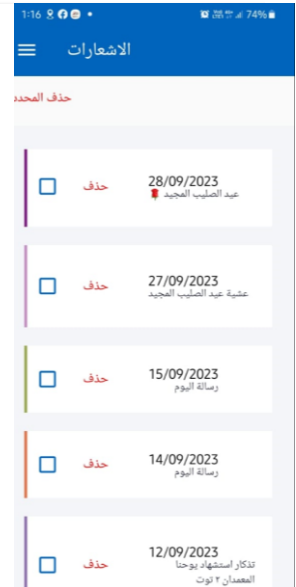 1:16
74%
الاشعارات
حذف المحدد
28/09/2023
عيد الصليب المجيد
حذف
27/09/2023
عشية عيد الصليب المجيد
حذف
15/09/2023
رسالة اليوم
حذف
14/09/2023
رسالة اليوم
حذف
12/09/2023
تذكار استشهاد يوحنا
المعمدان ٢ توت
حذف